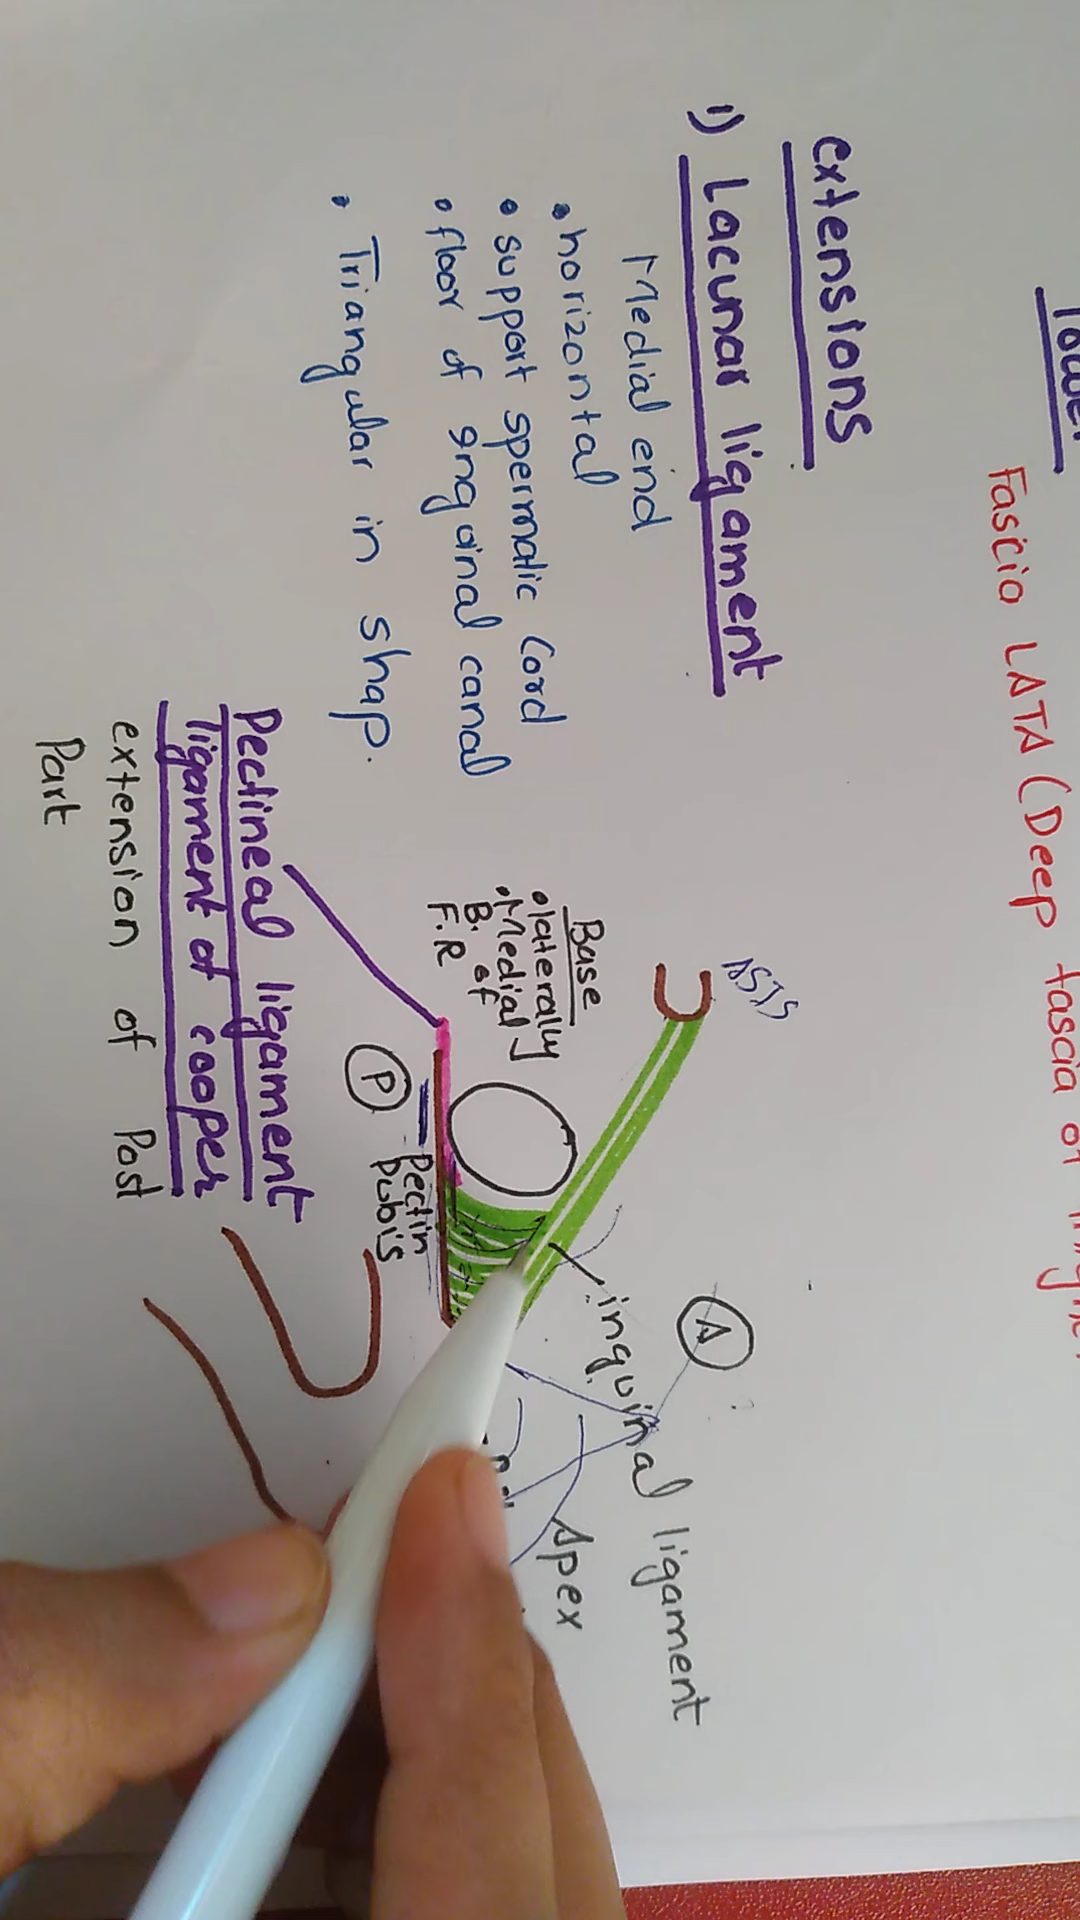 Fascia LATA (Deep fascia of
extensions
1) Lacunar ligament
Medial end
• horizontal
• support spermatic Cord
• floor of ingainal canal
• Triangular in shap.
ASIS
Base
• laterally
• Medial
B. of
F.R
A
inguinal ligament
Apex
Pectin
Pubis
P
Pectineal ligament
ligament of cooper
extension of Post
Part